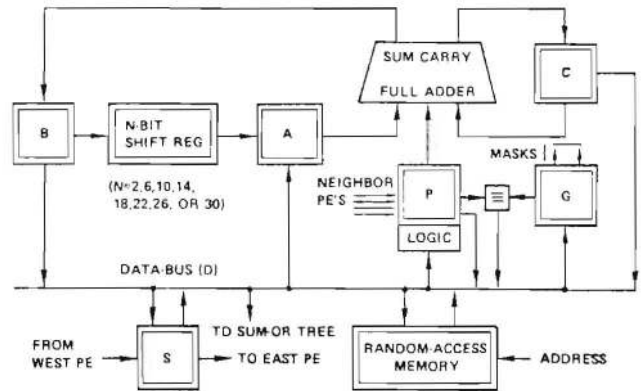 SUM CARRY
FULL ADDER
C
B
N-BIT
SHIFT REG
A
MASKS
NEIGHBOR
PE'S
P
≡
G
(N=2,6,10,14,
18,22,26, OR 30)
LOGIC
DATA-BUS (D)
FROM
WEST PE
S
TO SUM-OR TREE
TO EAST PE
RANDOM-ACCESS
MEMORY
ADDRESS